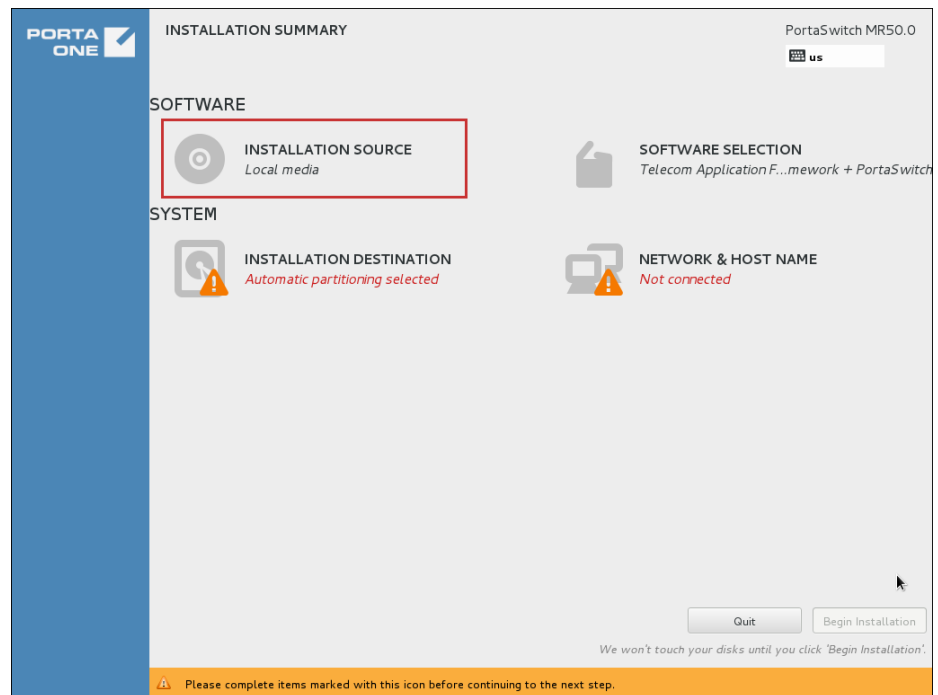 PORTA
ONE
INSTALLATION SUMMARY
PortaSwitch MR50.0
us
SOFTWARE
INSTALLATION SOURCE
Local media
SOFTWARE SELECTION
Telecom Application F...mework + PortaSwitch
SYSTEM
INSTALLATION DESTINATION
Automatic partitioning selected
NETWORK & HOST NAME
Not connected
Quit
Begin Installation
We won't touch your disks until you click 'Begin Installation'.
Please complete items marked with this icon before continuing to the next step.